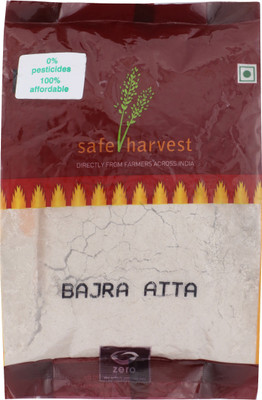 0%
pesticides
100%
affordable
safe harvest
DIRECTLY FROM FARMERS ACROSS INDIA
BAJRA ATTA
zero